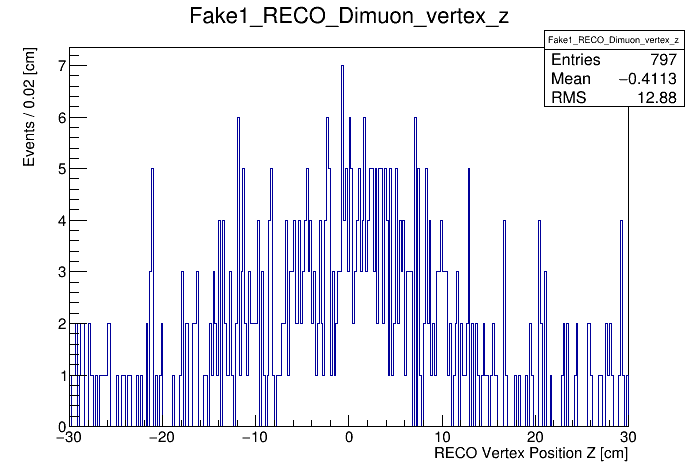 Fake1_RECO_Dimuon_vertex_z
Fake1_RECO_Dimuon_vertex_z
Entries 797
Mean −0.4113
RMS 12.88
Events / 0.02 [cm]
7
6
5
4
3
2
1
0
−30 −20 −10 0 10 20 30
RECO Vertex Position Z [cm]